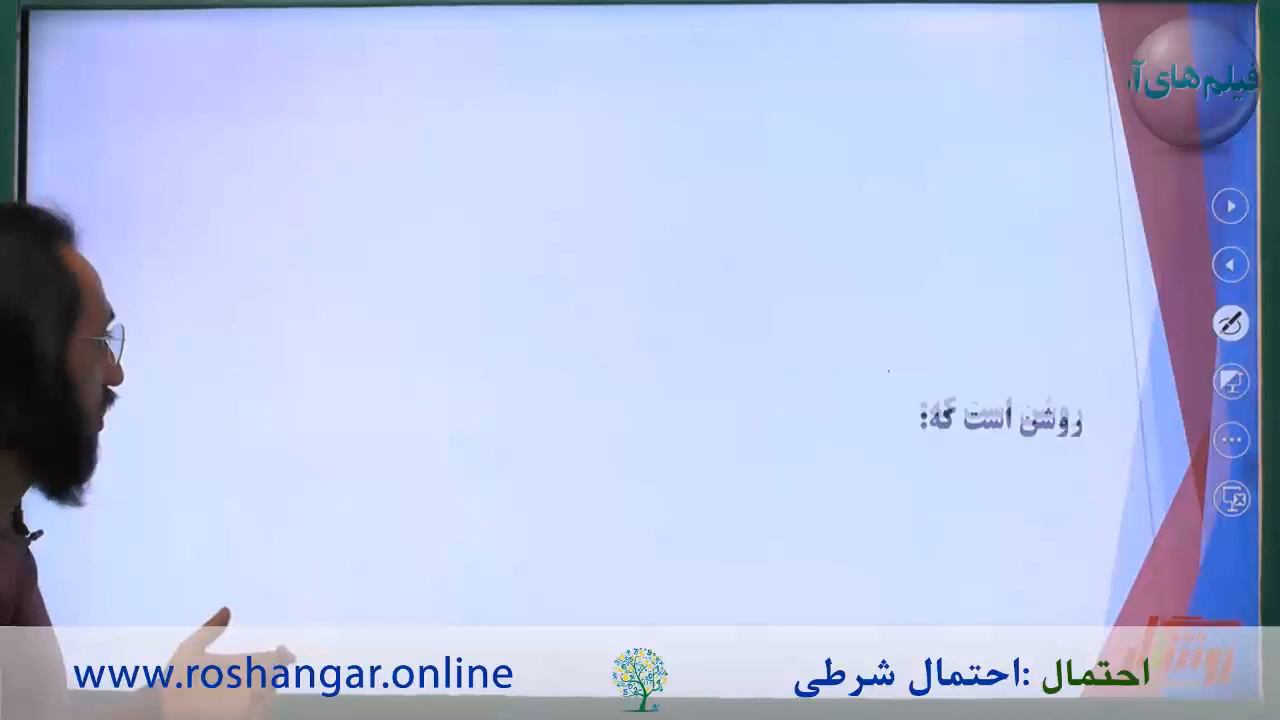 فیلم‌های آ
روشن است که:
احتمال: احتمال شرطی
www.roshangar.online